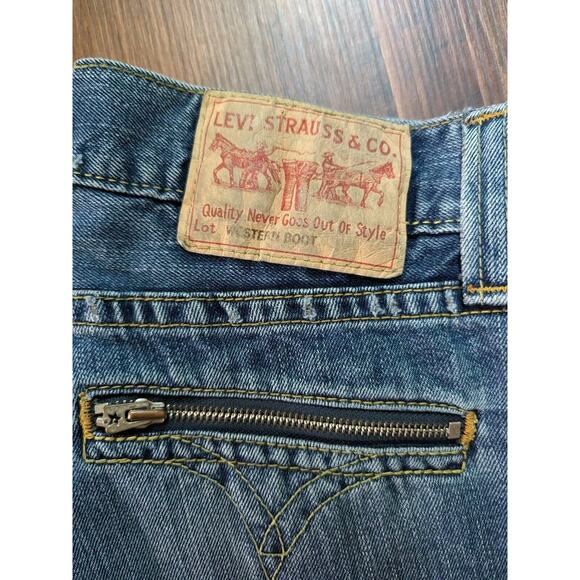 LEVI STRAUSS & CO.
Quality Never Goes Out Of Style
Lot WESTERN BOOT